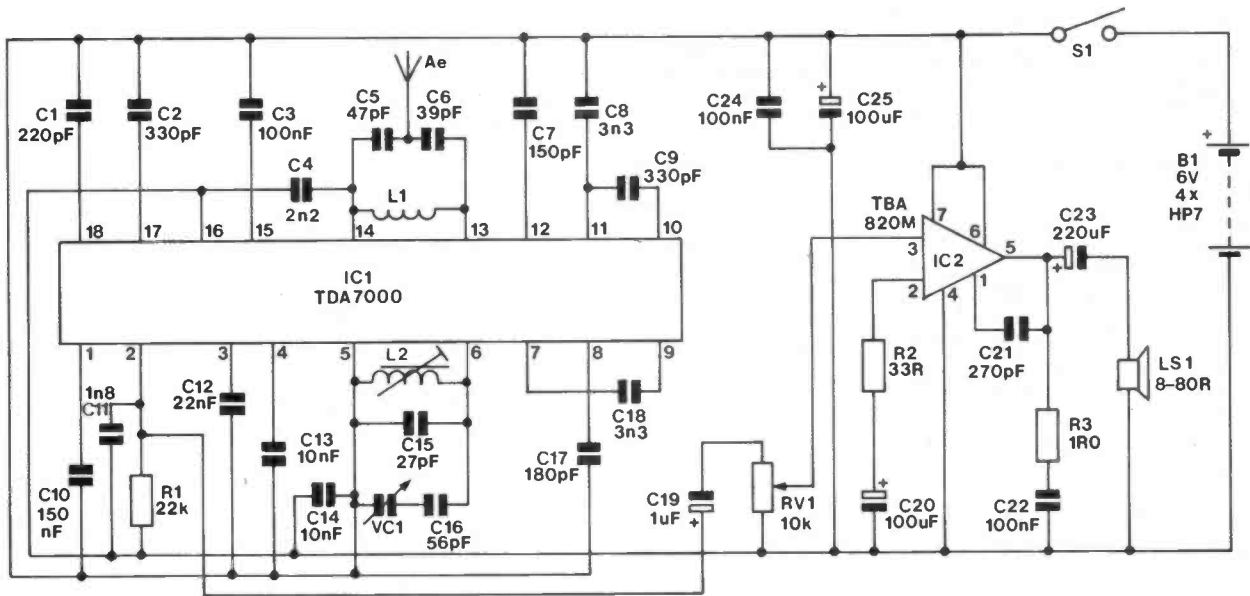 C1
220pF
C2
330pF
C3
100nF
Ae
C5
47pF
C6
39pF
C4
2n2
L1
C7
150pF
C8
3n3
C9
330pF
C24
100nF
+
C25
100uF
S1
+
B1
6V
4x
HP7
18
17
16
15
14
13
12
11
10
IC1
TDA7000
1
2
3
4
5
6
7
8
9
TBA
820M
7
6
3
IC2
5
2
4
1
C23
220uF
+
C21
270pF
R2
33R
LS1
8-80R
R3
1R0
1n8
C11
C12
22nF
L2
C13
10nF
C15
27pF
C18
3n3
C17
180pF
C10
150
nF
R1
22k
C14
10nF
VC1
C16
56pF
C19
1uF
+
RV1
10k
+
C20
100uF
C22
100nF